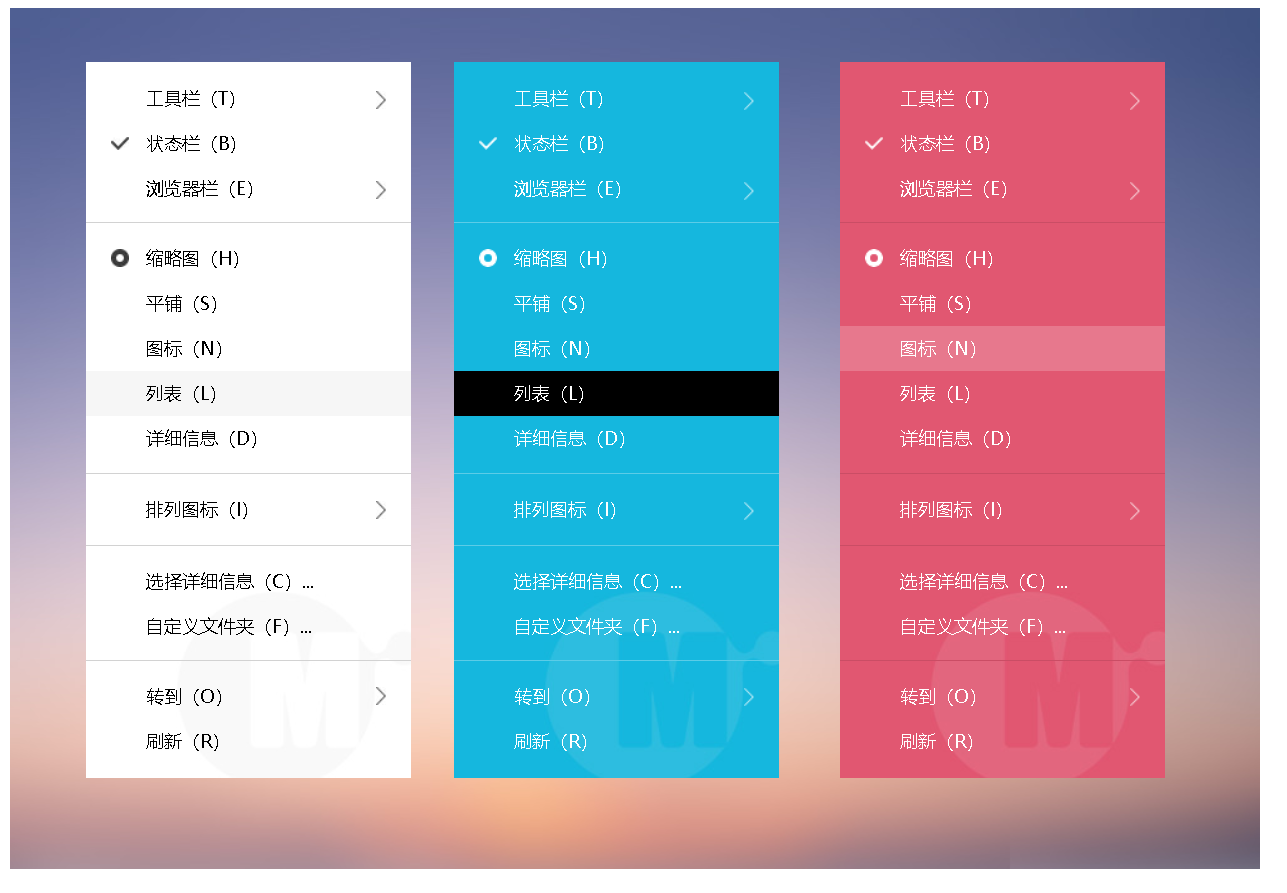 工具栏（T）
状态栏（B）
浏览器栏（E）
缩略图（H）
平铺（S）
图标（N）
列表（L）
详细信息（D）
排列图标（I）
选择详细信息（C）...
自定义文件夹（F）...
转到（O）
刷新（R）
工具栏（T）
状态栏（B）
浏览器栏（E）
缩略图（H）
平铺（S）
图标（N）
列表（L）
详细信息（D）
排列图标（I）
选择详细信息（C）...
自定义文件夹（F）...
转到（O）
刷新（R）
工具栏（T）
状态栏（B）
浏览器栏（E）
缩略图（H）
平铺（S）
图标（N）
列表（L）
详细信息（D）
排列图标（I）
选择详细信息（C）...
自定义文件夹（F）...
转到（O）
刷新（R）